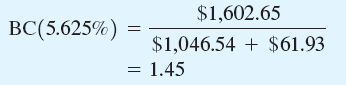 BC(5.625%) = $1,602.65 / $1,046.54 + $61.93
= 1.45